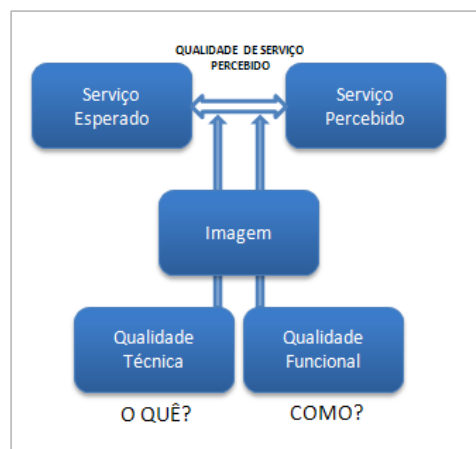 QUALIDADE DE SERVIÇO
PERCEBIDO
Serviço
Esperado
Serviço
Percebido
Imagem
Qualidade
Técnica
Qualidade
Funcional
O QUÊ?
COMO?